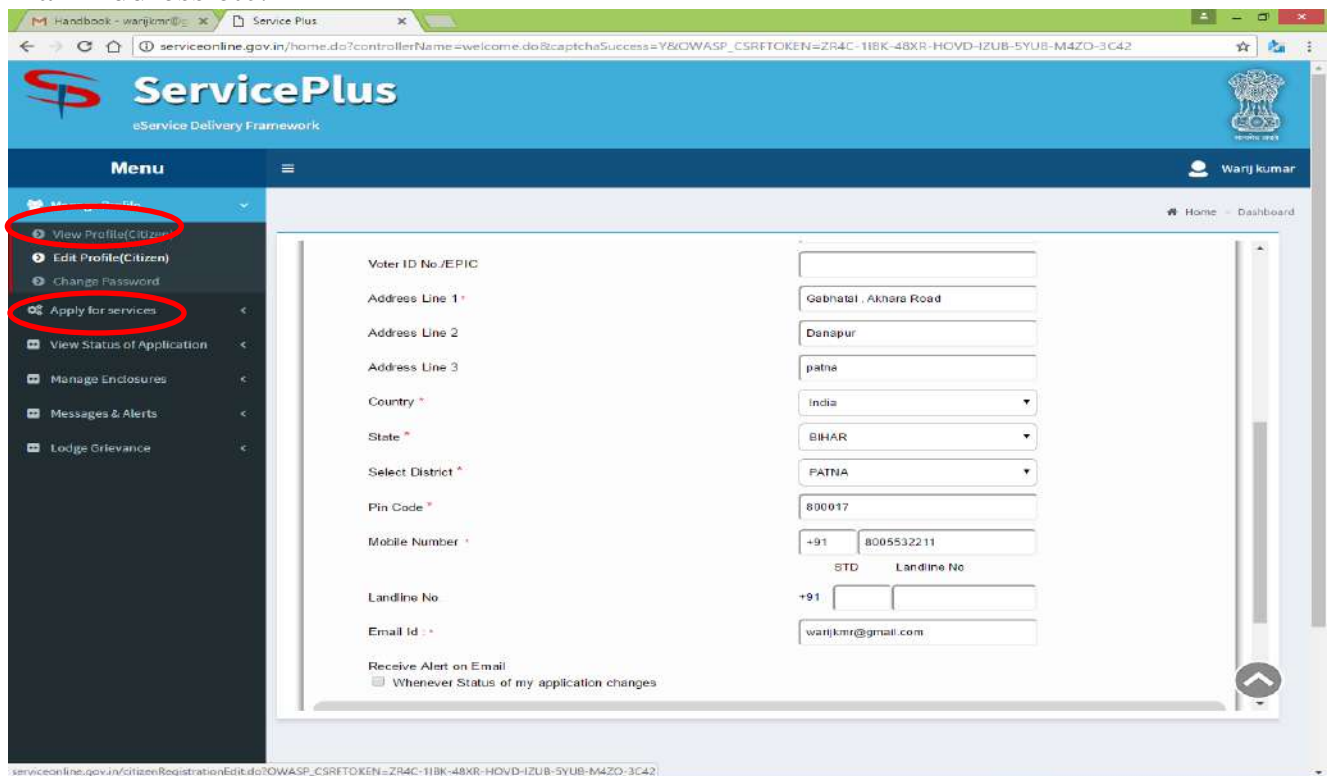 Handbook - warijkmr@g
Service Plus
serviceonline.gov.in/home.do?controllerName=welcome.do&captchaSuccess=Y&OWASP_CSRFTOKEN=ZR4C-1I8K-48XR-HOVD-IZUB-5YU8-M4ZO-3C42
ServicePlus
eService Delivery Framework
Menu
Warij kumar
Home - Dashboard
View Profile(Citizen)
Edit Profile(Citizen)
Change Password
Apply for services
View Status of Application
Manage Enclosures
Messages & Alerts
Lodge Grievance
Voter ID No./EPIC
Address Line 1 * Gabhatal , Akhara Road
Address Line 2 Danapur
Address Line 3 patna
Country * India
State * BIHAR
Select District * PATNA
Pin Code * 800017
Mobile Number * +91 8005532211
STD Landline No
Landline No +91
Email Id : * warijkmr@gmail.com
Receive Alert on Email
Whenever Status of my application changes
serviceonline.gov.in/citizenRegistrationEdit.do?OWASP_CSRFTOKEN=ZR4C-1I8K-48XR-HOVD-IZUB-5YU8-M4ZO-3C42